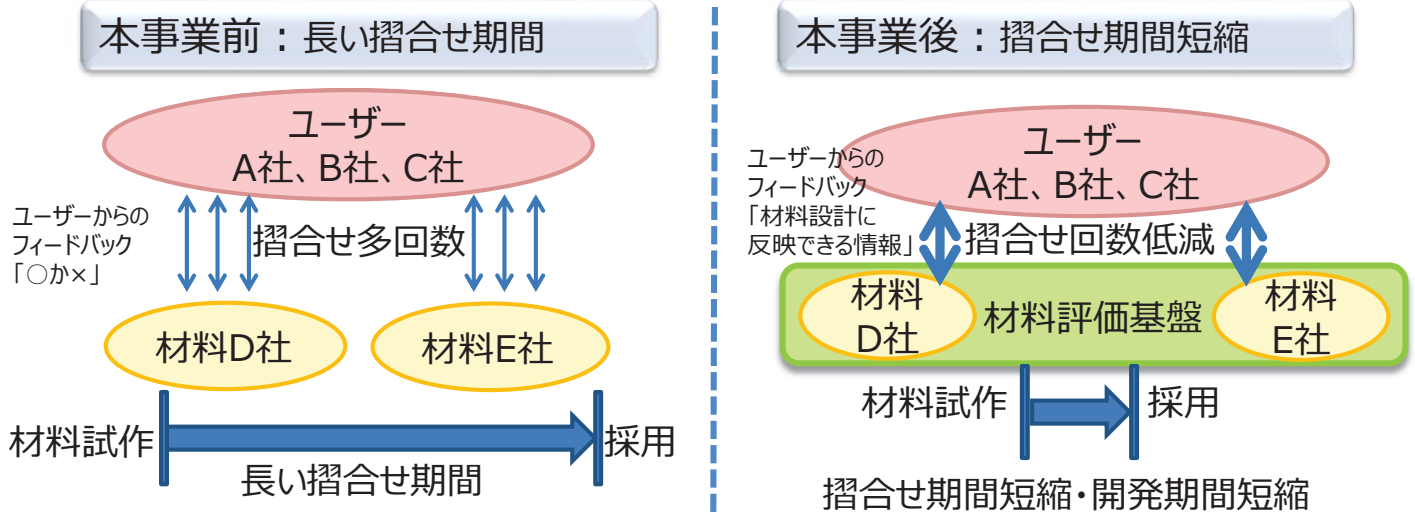 本事業前：長い摺合せ期間
ユーザー
A社、B社、C社
ユーザーからの
フィードバック
「○か×」
摺合せ多回数
材料D社
材料E社
材料試作
採用
長い摺合せ期間
本事業後：摺合せ期間短縮
ユーザー
A社、B社、C社
ユーザーからの
フィードバック
「材料設計に
反映できる情報」
摺合せ回数低減
材料
D社
材料評価基盤
材料
E社
材料試作
採用
摺合せ期間短縮・開発期間短縮